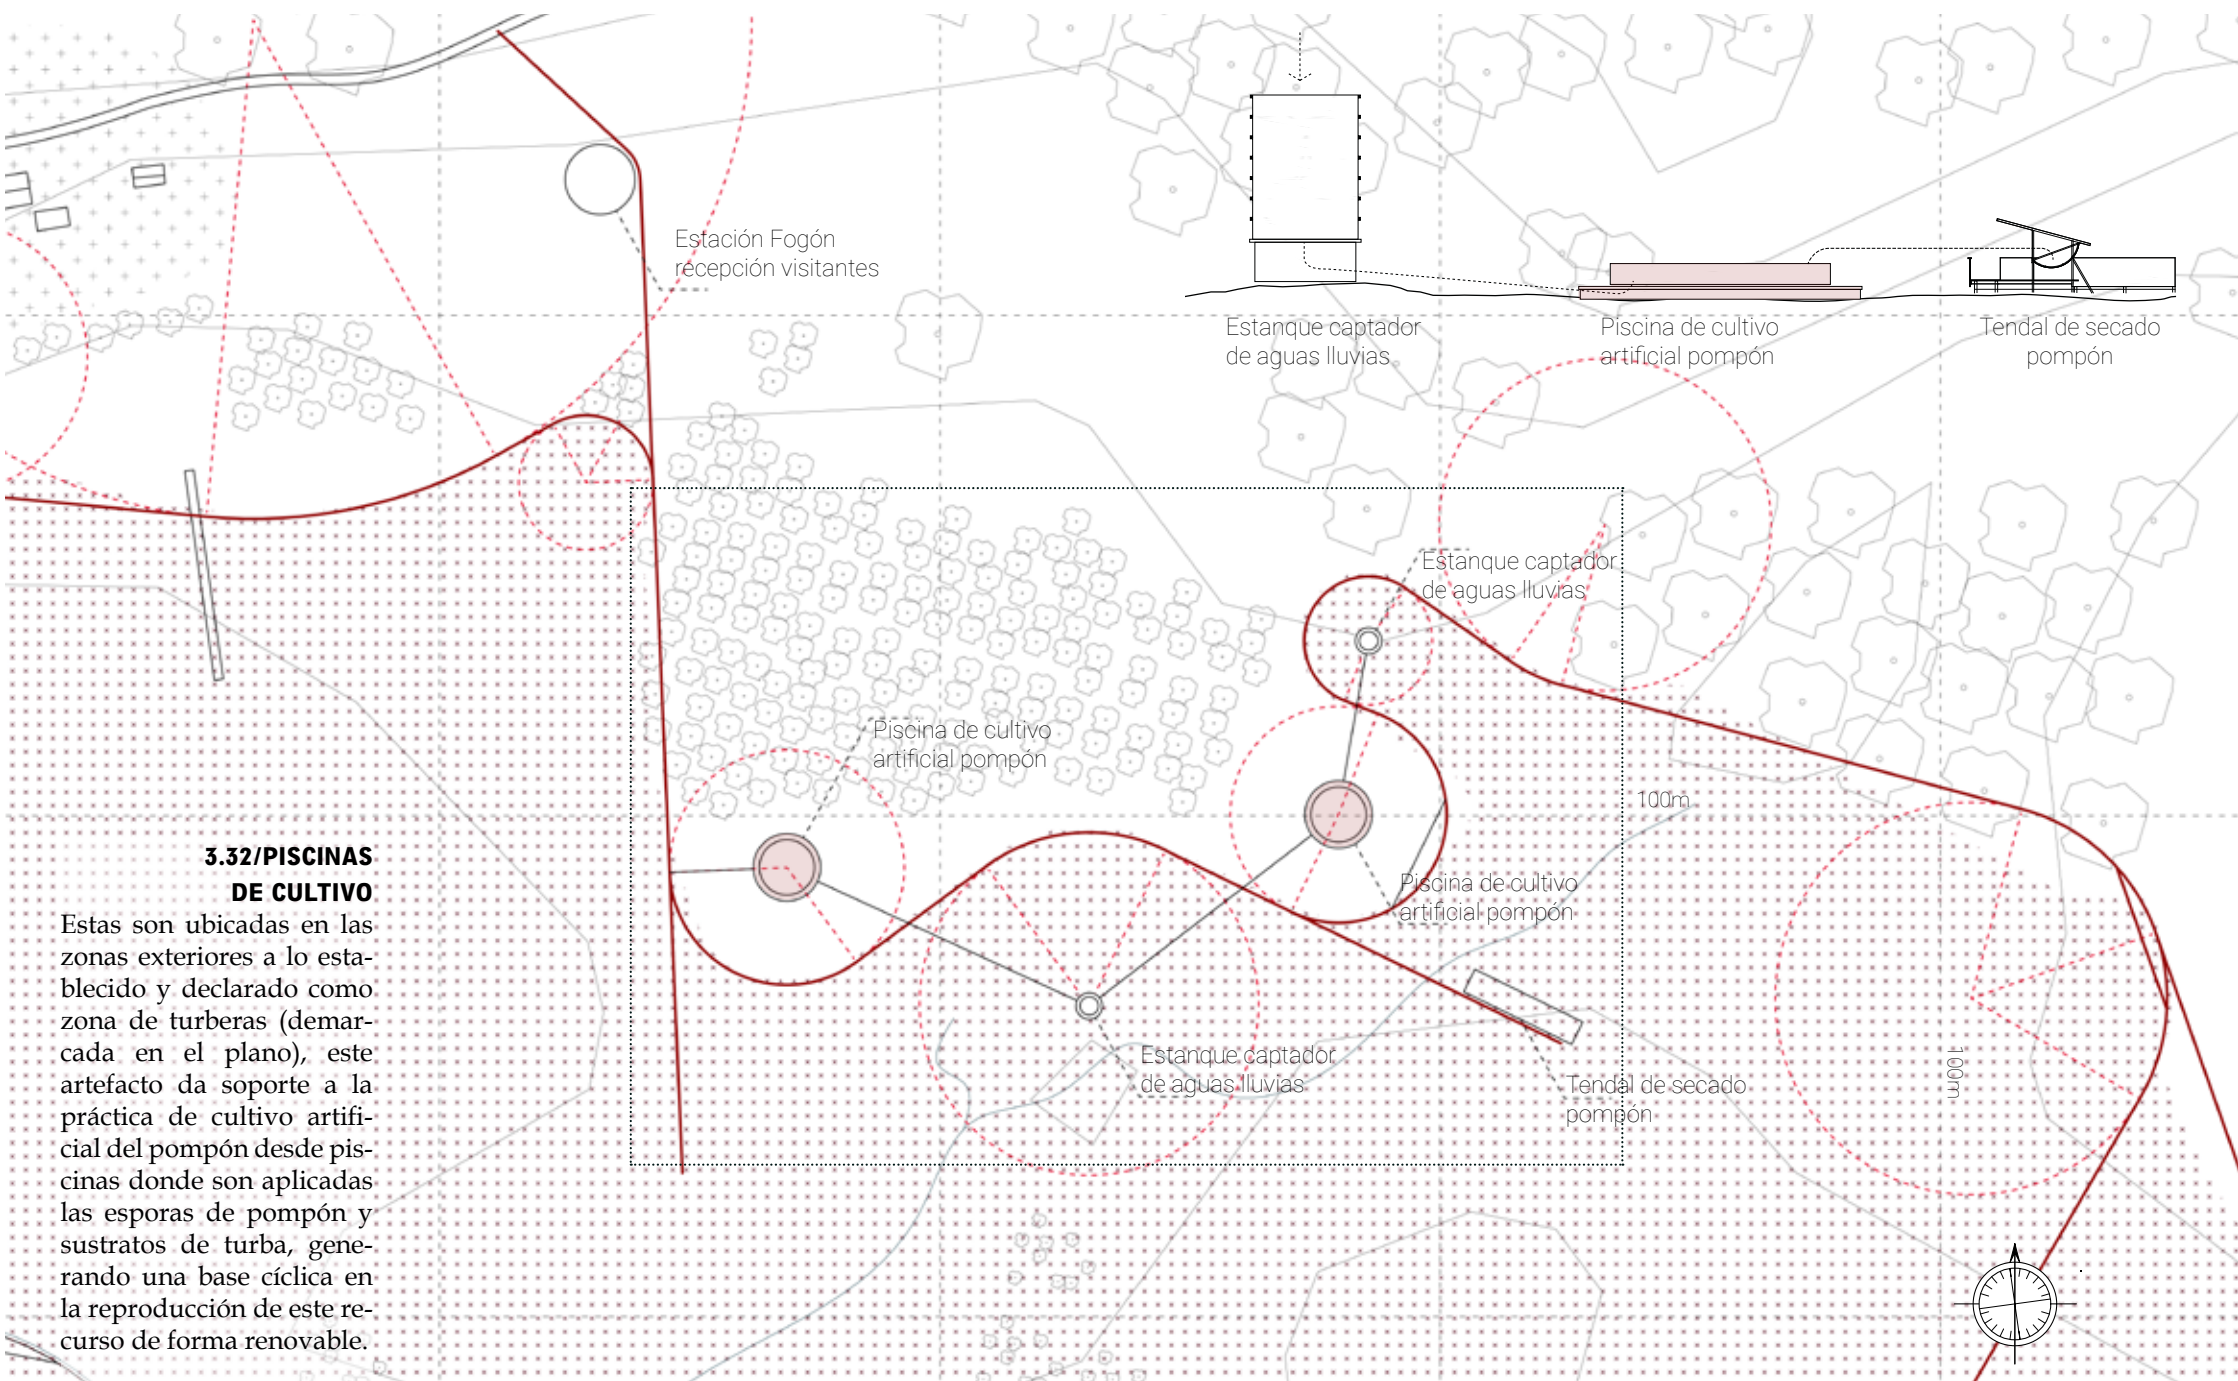 Estación Fogón
recepción visitantes
Estanque captador
de aguas lluvias
Piscina de cultivo
artificial pompón
Tendal de secado
pompón
Estanque captador
de aguas lluvias
Piscina de cultivo
artificial pompón
100m
Piscina de cultivo
artificial pompón
Estanque captador
de aguas lluvias
Tendal de secado
pompón
100m
3.32/PISCINAS
DE CULTIVO
Estas son ubicadas en las
zonas exteriores a lo esta-
blecido y declarado como
zona de turberas (demar-
cada en el plano), este
artefacto da soporte a la
práctica de cultivo artifi-
cial del pompón desde pis-
cinas donde son aplicadas
las esporas de pompón y
sustratos de turba, gene-
rando una base cíclica en
la reproducción de este re-
curso de forma renovable.